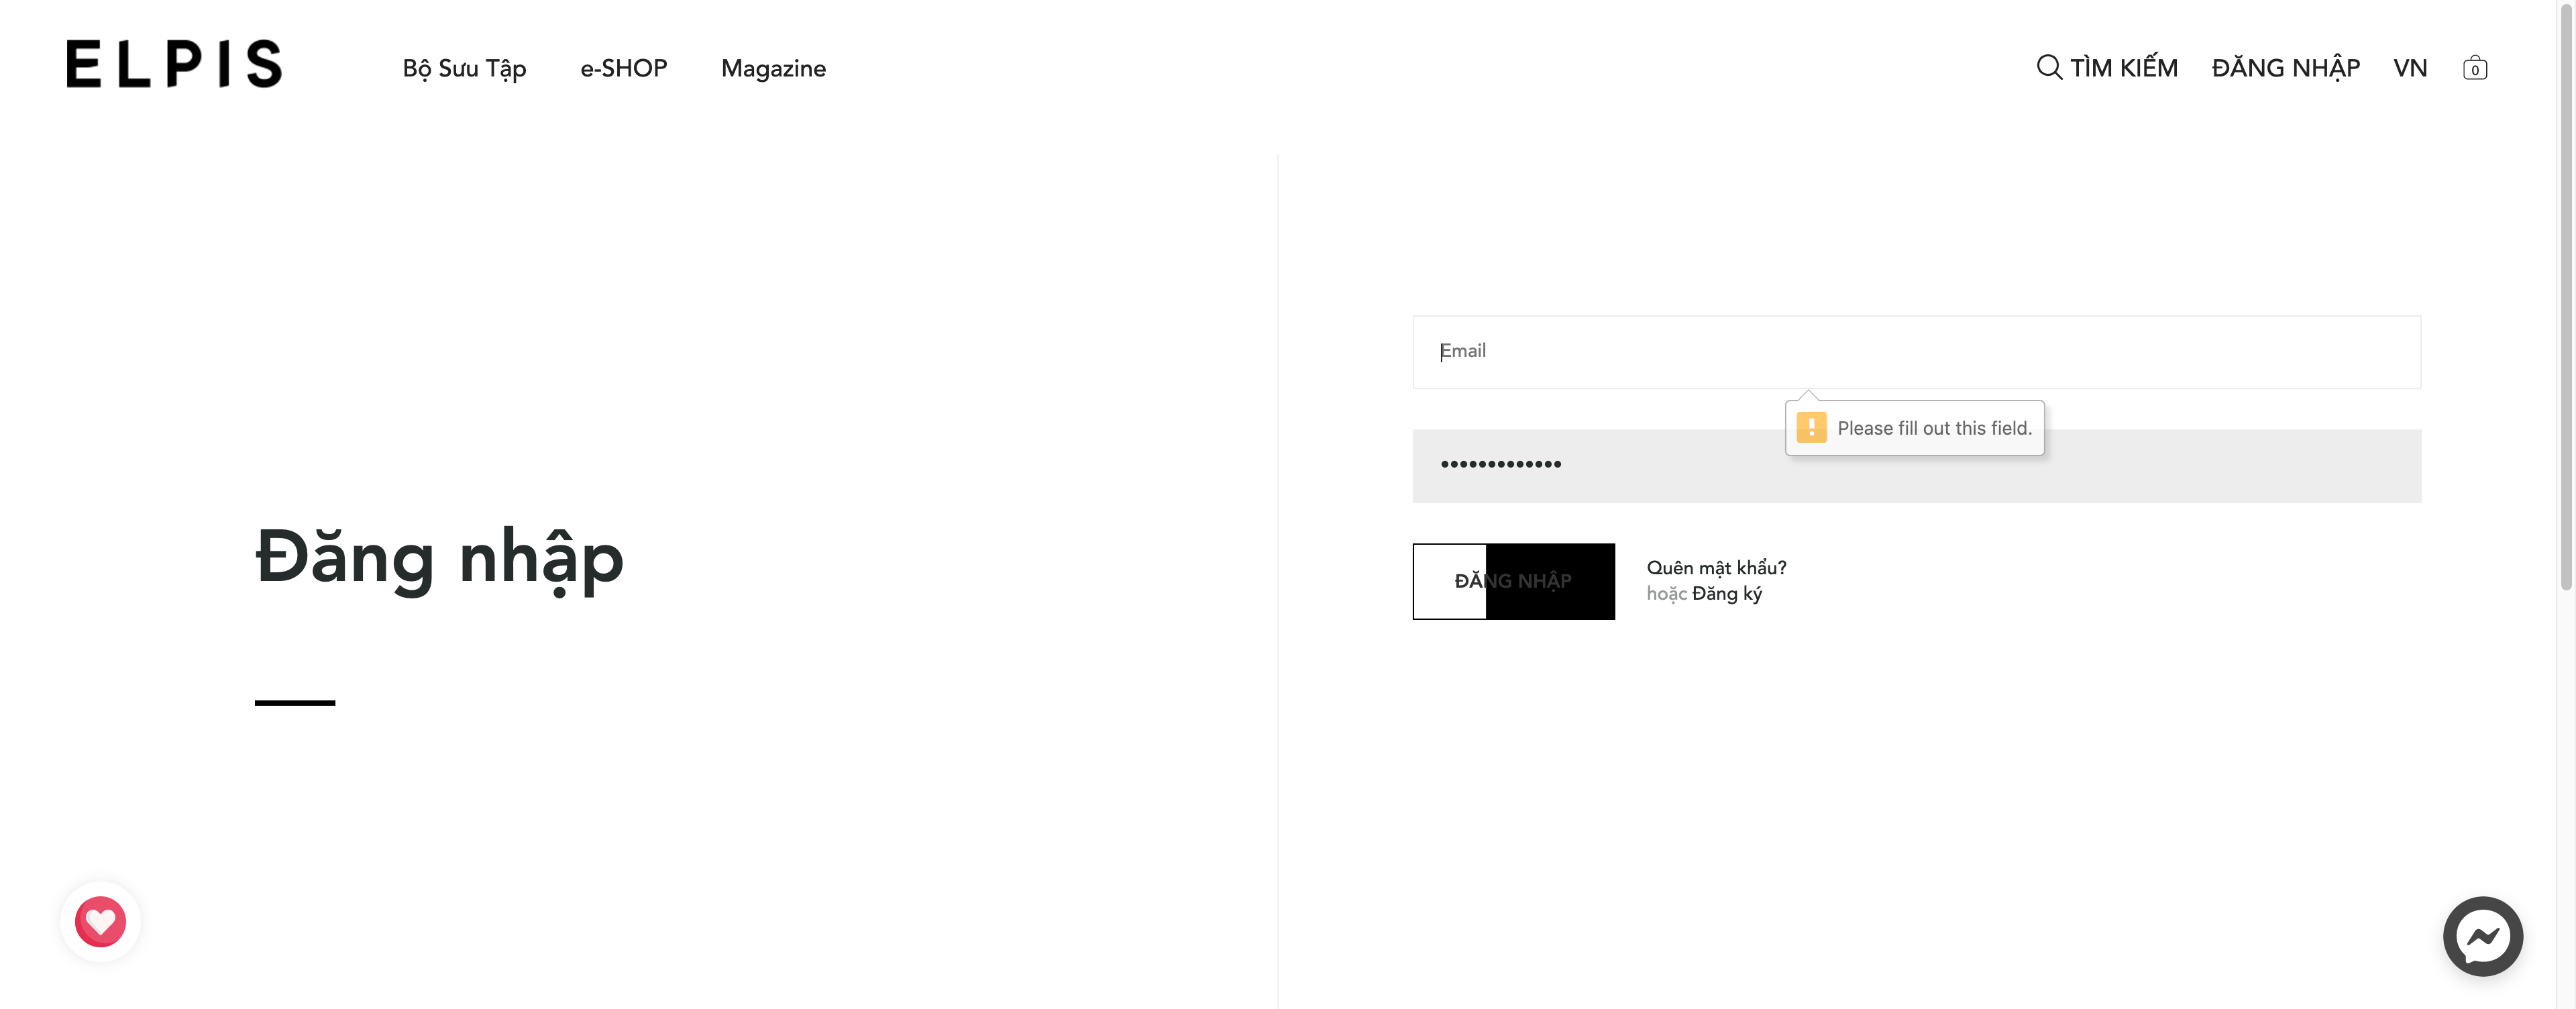 ELPIS
Bộ Sưu Tập
e-SHOP
Magazine
TÌM KIẾM
ĐĂNG NHẬP
VN
0
Đăng nhập
Email
Please fill out this field.
•••••••••••••
ĐĂNG NHẬP
Quên mật khẩu?
hoặc Đăng ký